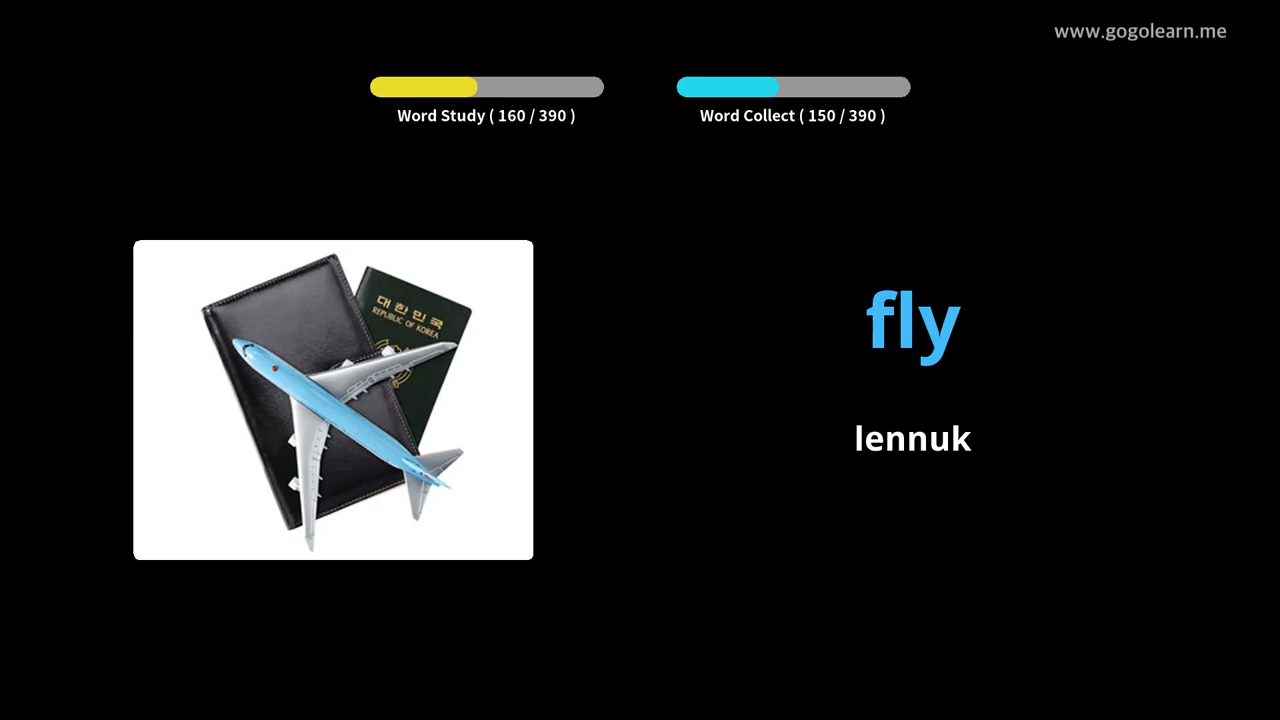 www.gogolearn.me
Word Study ( 160 / 390 )
Word Collect ( 150 / 390 )
대한민국
REPUBLIC OF KOREA
fly
lennuk